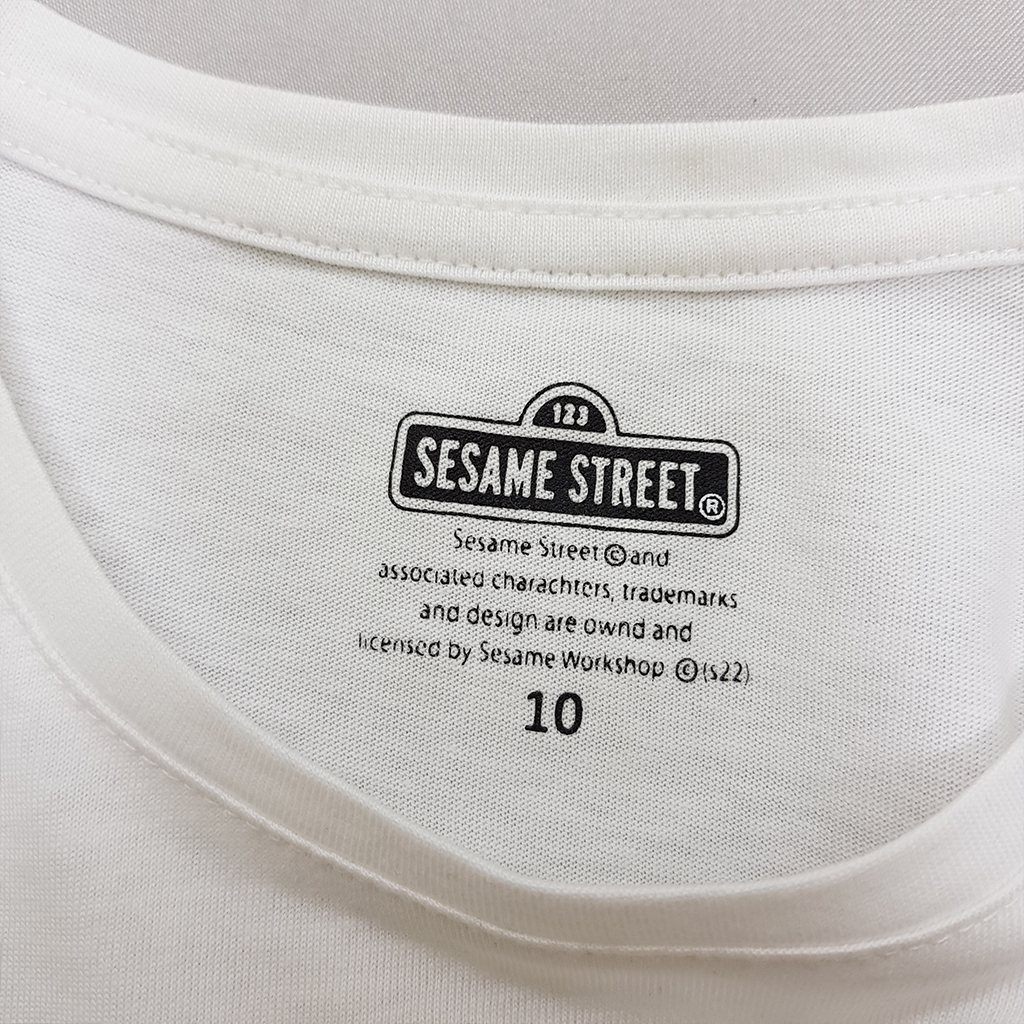 123
SESAME STREET®
Sesame Street © and
associated charachters, trademarks
and design are ownd and
licensed by Sesame Workshop © (s22)
10